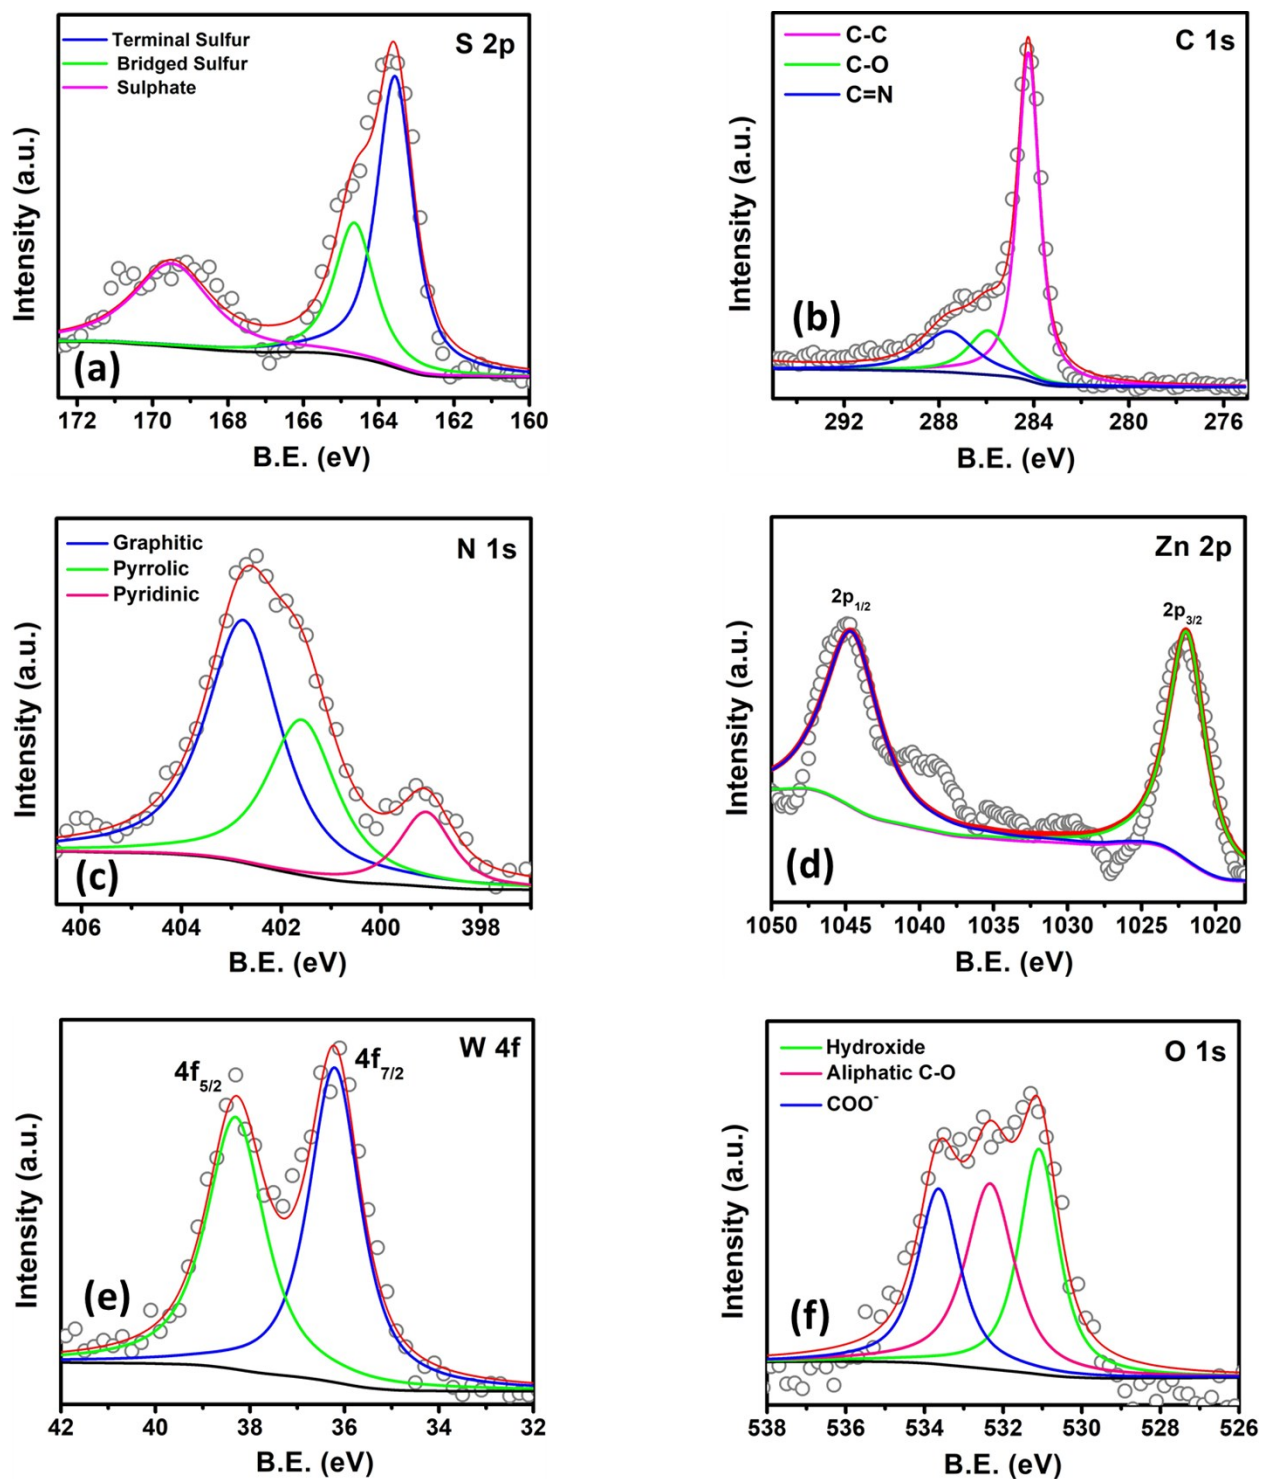 Terminal Sulfur
Bridged Sulfur
Sulphate
S 2p
(a)
Intensity (a.u.)
172 170 168 166 164 162 160
B.E. (eV)
C-C
C-O
C=N
C 1s
(b)
Intensity (a.u.)
292 288 284 280 276
B.E. (eV)
Graphitic
Pyrrolic
Pyridinic
N 1s
(c)
Intensity (a.u.)
406 404 402 400 398
B.E. (eV)
Zn 2p
2p1/2
2p3/2
(d)
Intensity (a.u.)
1050 1045 1040 1035 1030 1025 1020
B.E. (eV)
W 4f
4f5/2
4f7/2
(e)
Intensity (a.u.)
42 40 38 36 34 32
B.E. (eV)
Hydroxide
Aliphatic C-O
COO-
O 1s
(f)
Intensity (a.u.)
538 536 534 532 530 528 526
B.E. (eV)